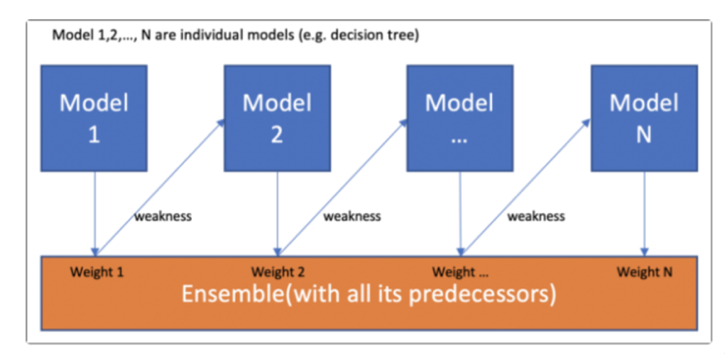 Model 1,2,..., N are individual models (e.g. decision tree)
Model
1
Model
2
Model
...
Model
N
weakness
weakness
weakness
Weight 1
Weight 2
Weight ...
Weight N
Ensemble(with all its predecessors)